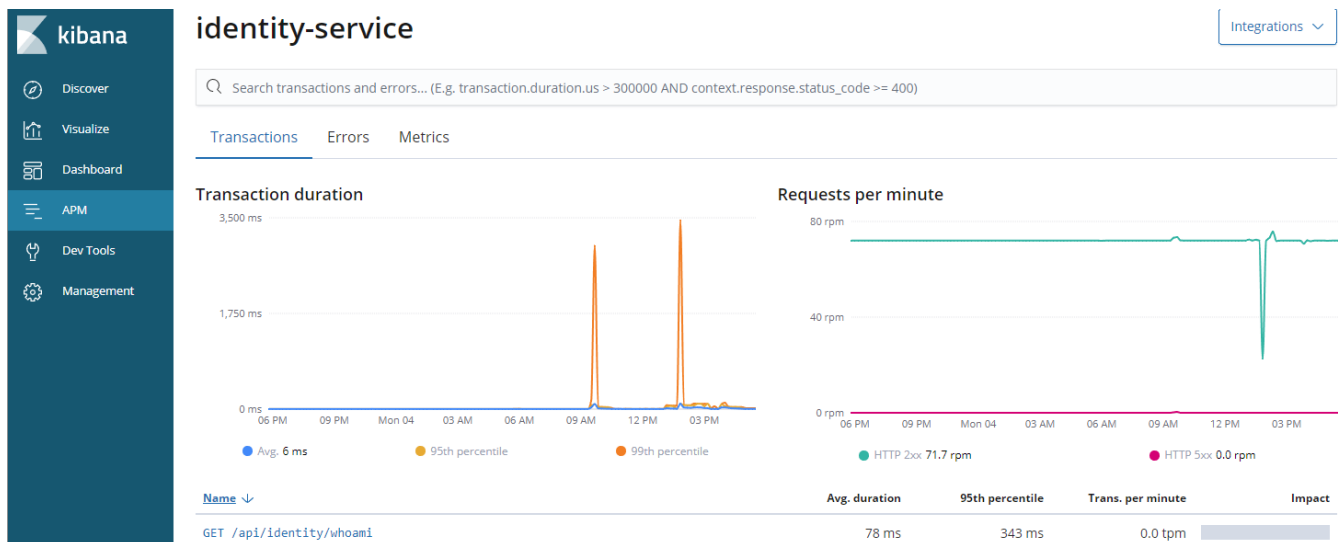 kibana
Discover
Visualize
Dashboard
APM
Dev Tools
Management
identity-service
Integrations
Search transactions and errors... (E.g. transaction.duration.us > 300000 AND context.response.status_code >= 400)
Transactions Errors Metrics
Transaction duration
3,500 ms
1,750 ms
0 ms
06 PM 09 PM Mon 04 03 AM 06 AM 09 AM 12 PM 03 PM
Avg. 6 ms 95th percentile 99th percentile
Requests per minute
80 rpm
40 rpm
0 rpm
06 PM 09 PM Mon 04 03 AM 06 AM 09 AM 12 PM 03 PM
HTTP 2xx 71.7 rpm HTTP 5xx 0.0 rpm
Name Avg. duration 95th percentile Trans. per minute Impact
GET /api/identity/whoami 78 ms 343 ms 0.0 tpm